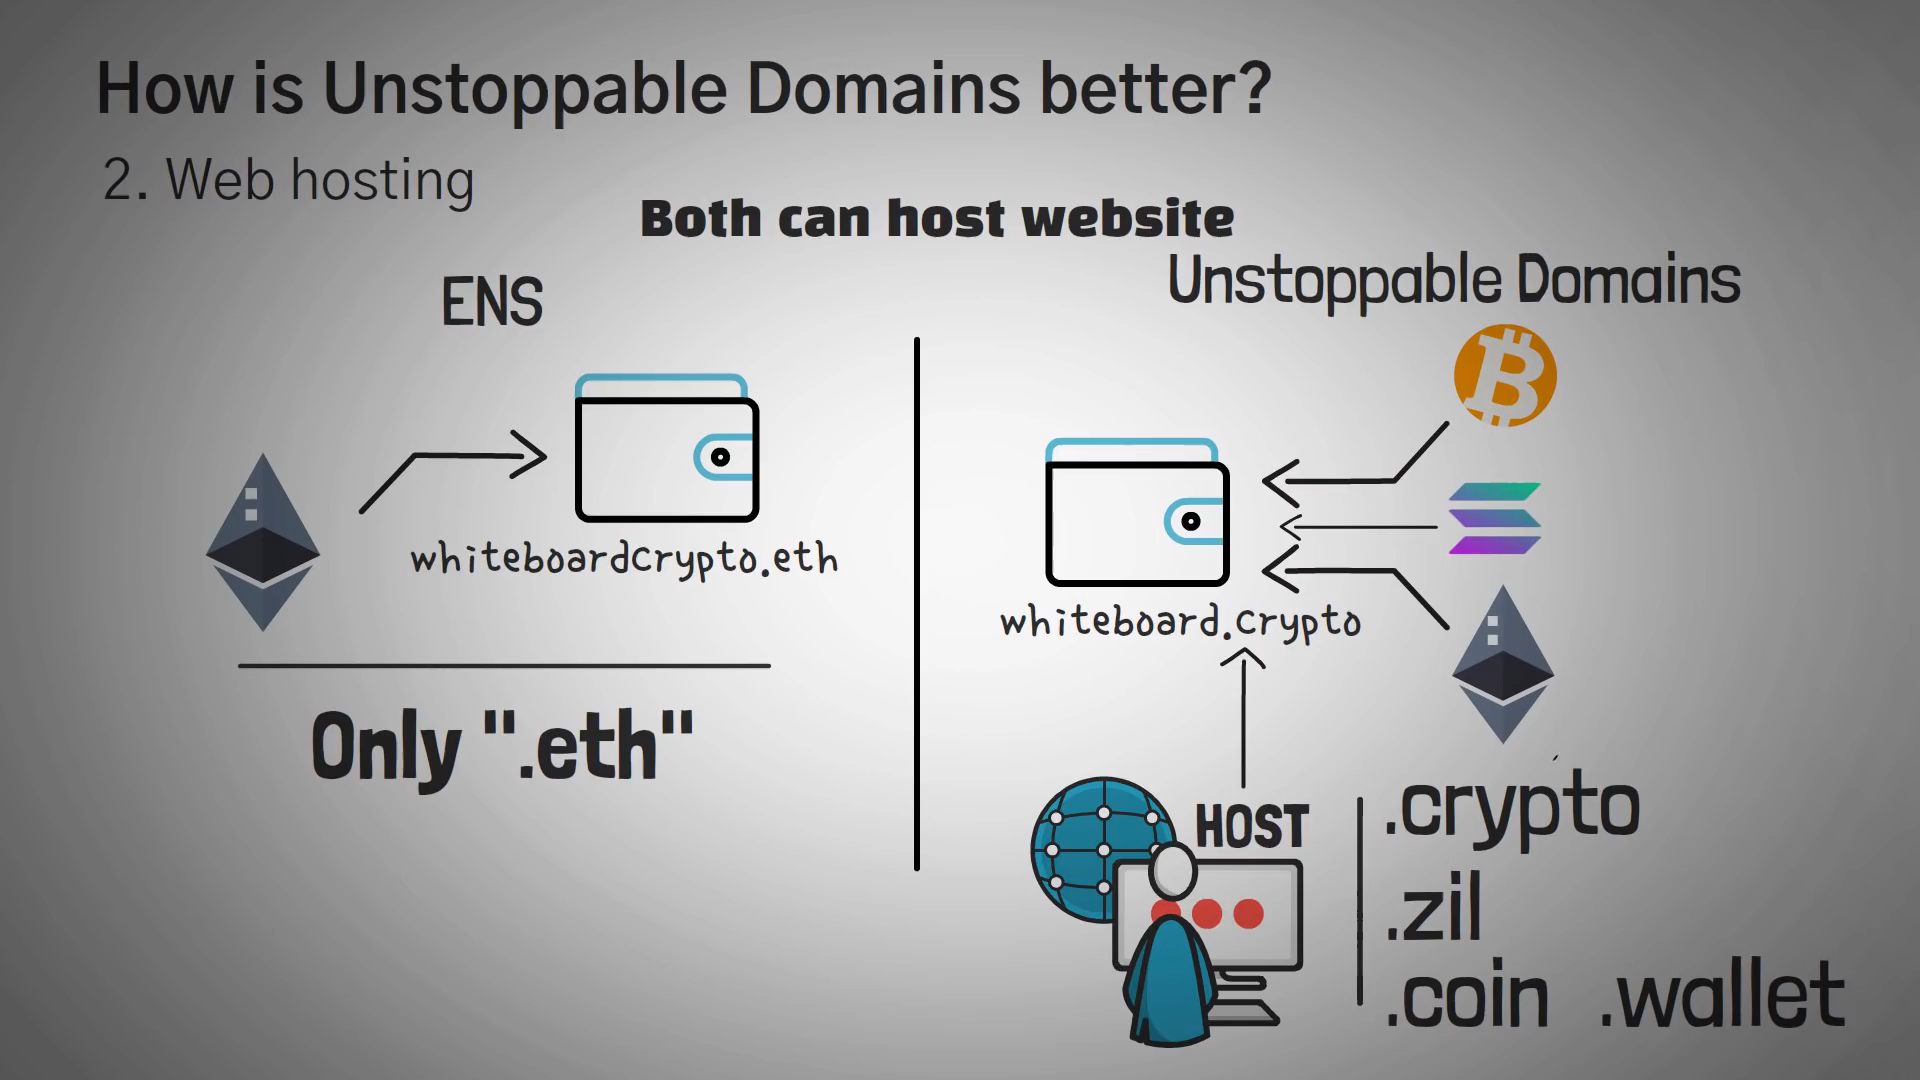 How is Unstoppable Domains better?
2. Web hosting
Both can host website
ENS
Unstoppable Domains
whiteboardcrypto.eth
whiteboard.crypto
Only ".eth"
HOST
.crypto
.zil
.coin .wallet